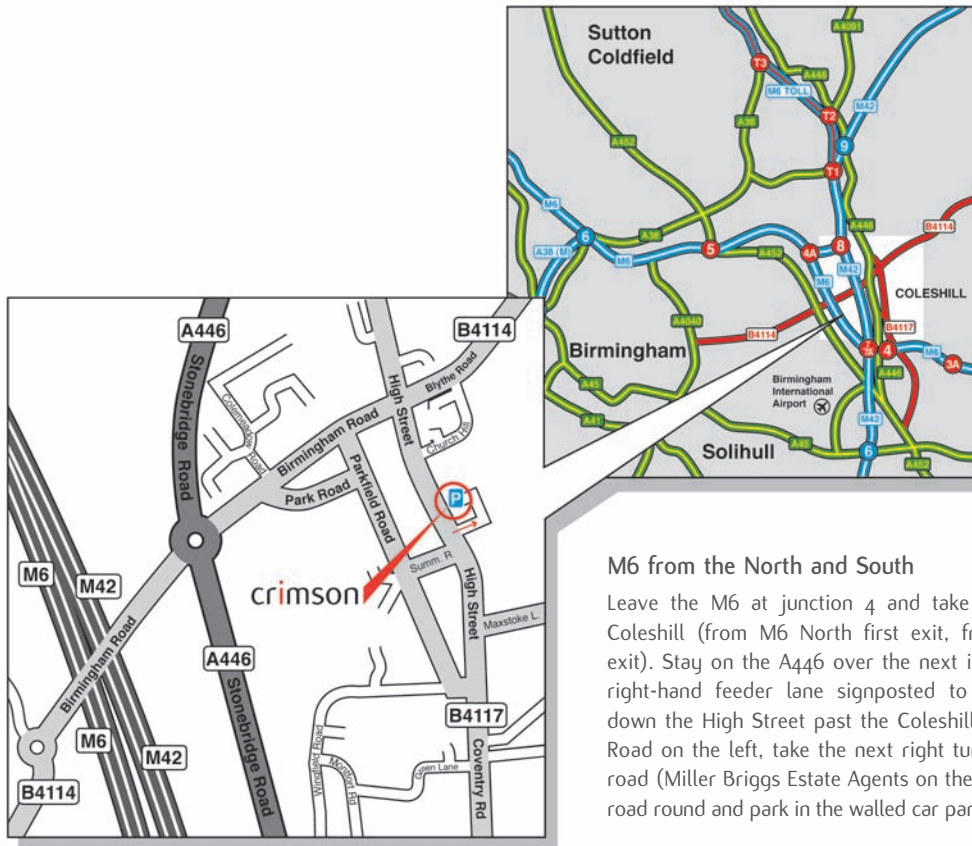 Sutton
Coldfield
A4091
T3
A446
M6 TOLL
M42
T2
A38
9
A452
T1
M6
6
A38
A446
B4114
A38 (M)
M6
5
A452
4A
8
M6
M42
COLESHILL
A4040
B4114
B4117
Birmingham
7A
4
M6
3A
A446
A45
Birmingham
International
Airport
M42
A41
Solihull
A45
6
A452
A446
B4114
Stonebridge Road
High Street
Blythe Road
Colemeadow Road
Birmingham Road
Church Hill
Park Road
Parkfield Road
P
M6
M42
crimson
Summ. R.
High Street
Maxstoke L.
Birmingham Road
A446
Stonebridge Road
B4117
M6
M42
Wingfield Road
Montfort Rd
Green Lane
Coventry Rd
B4114
M6 from the North and South
Leave the M6 at junction 4 and take
Coleshill (from M6 North first exit, fr
exit). Stay on the A446 over the next i
right-hand feeder lane signposted to
down the High Street past the Coleshill
Road on the left, take the next right tu
road (Miller Briggs Estate Agents on the
road round and park in the walled car par